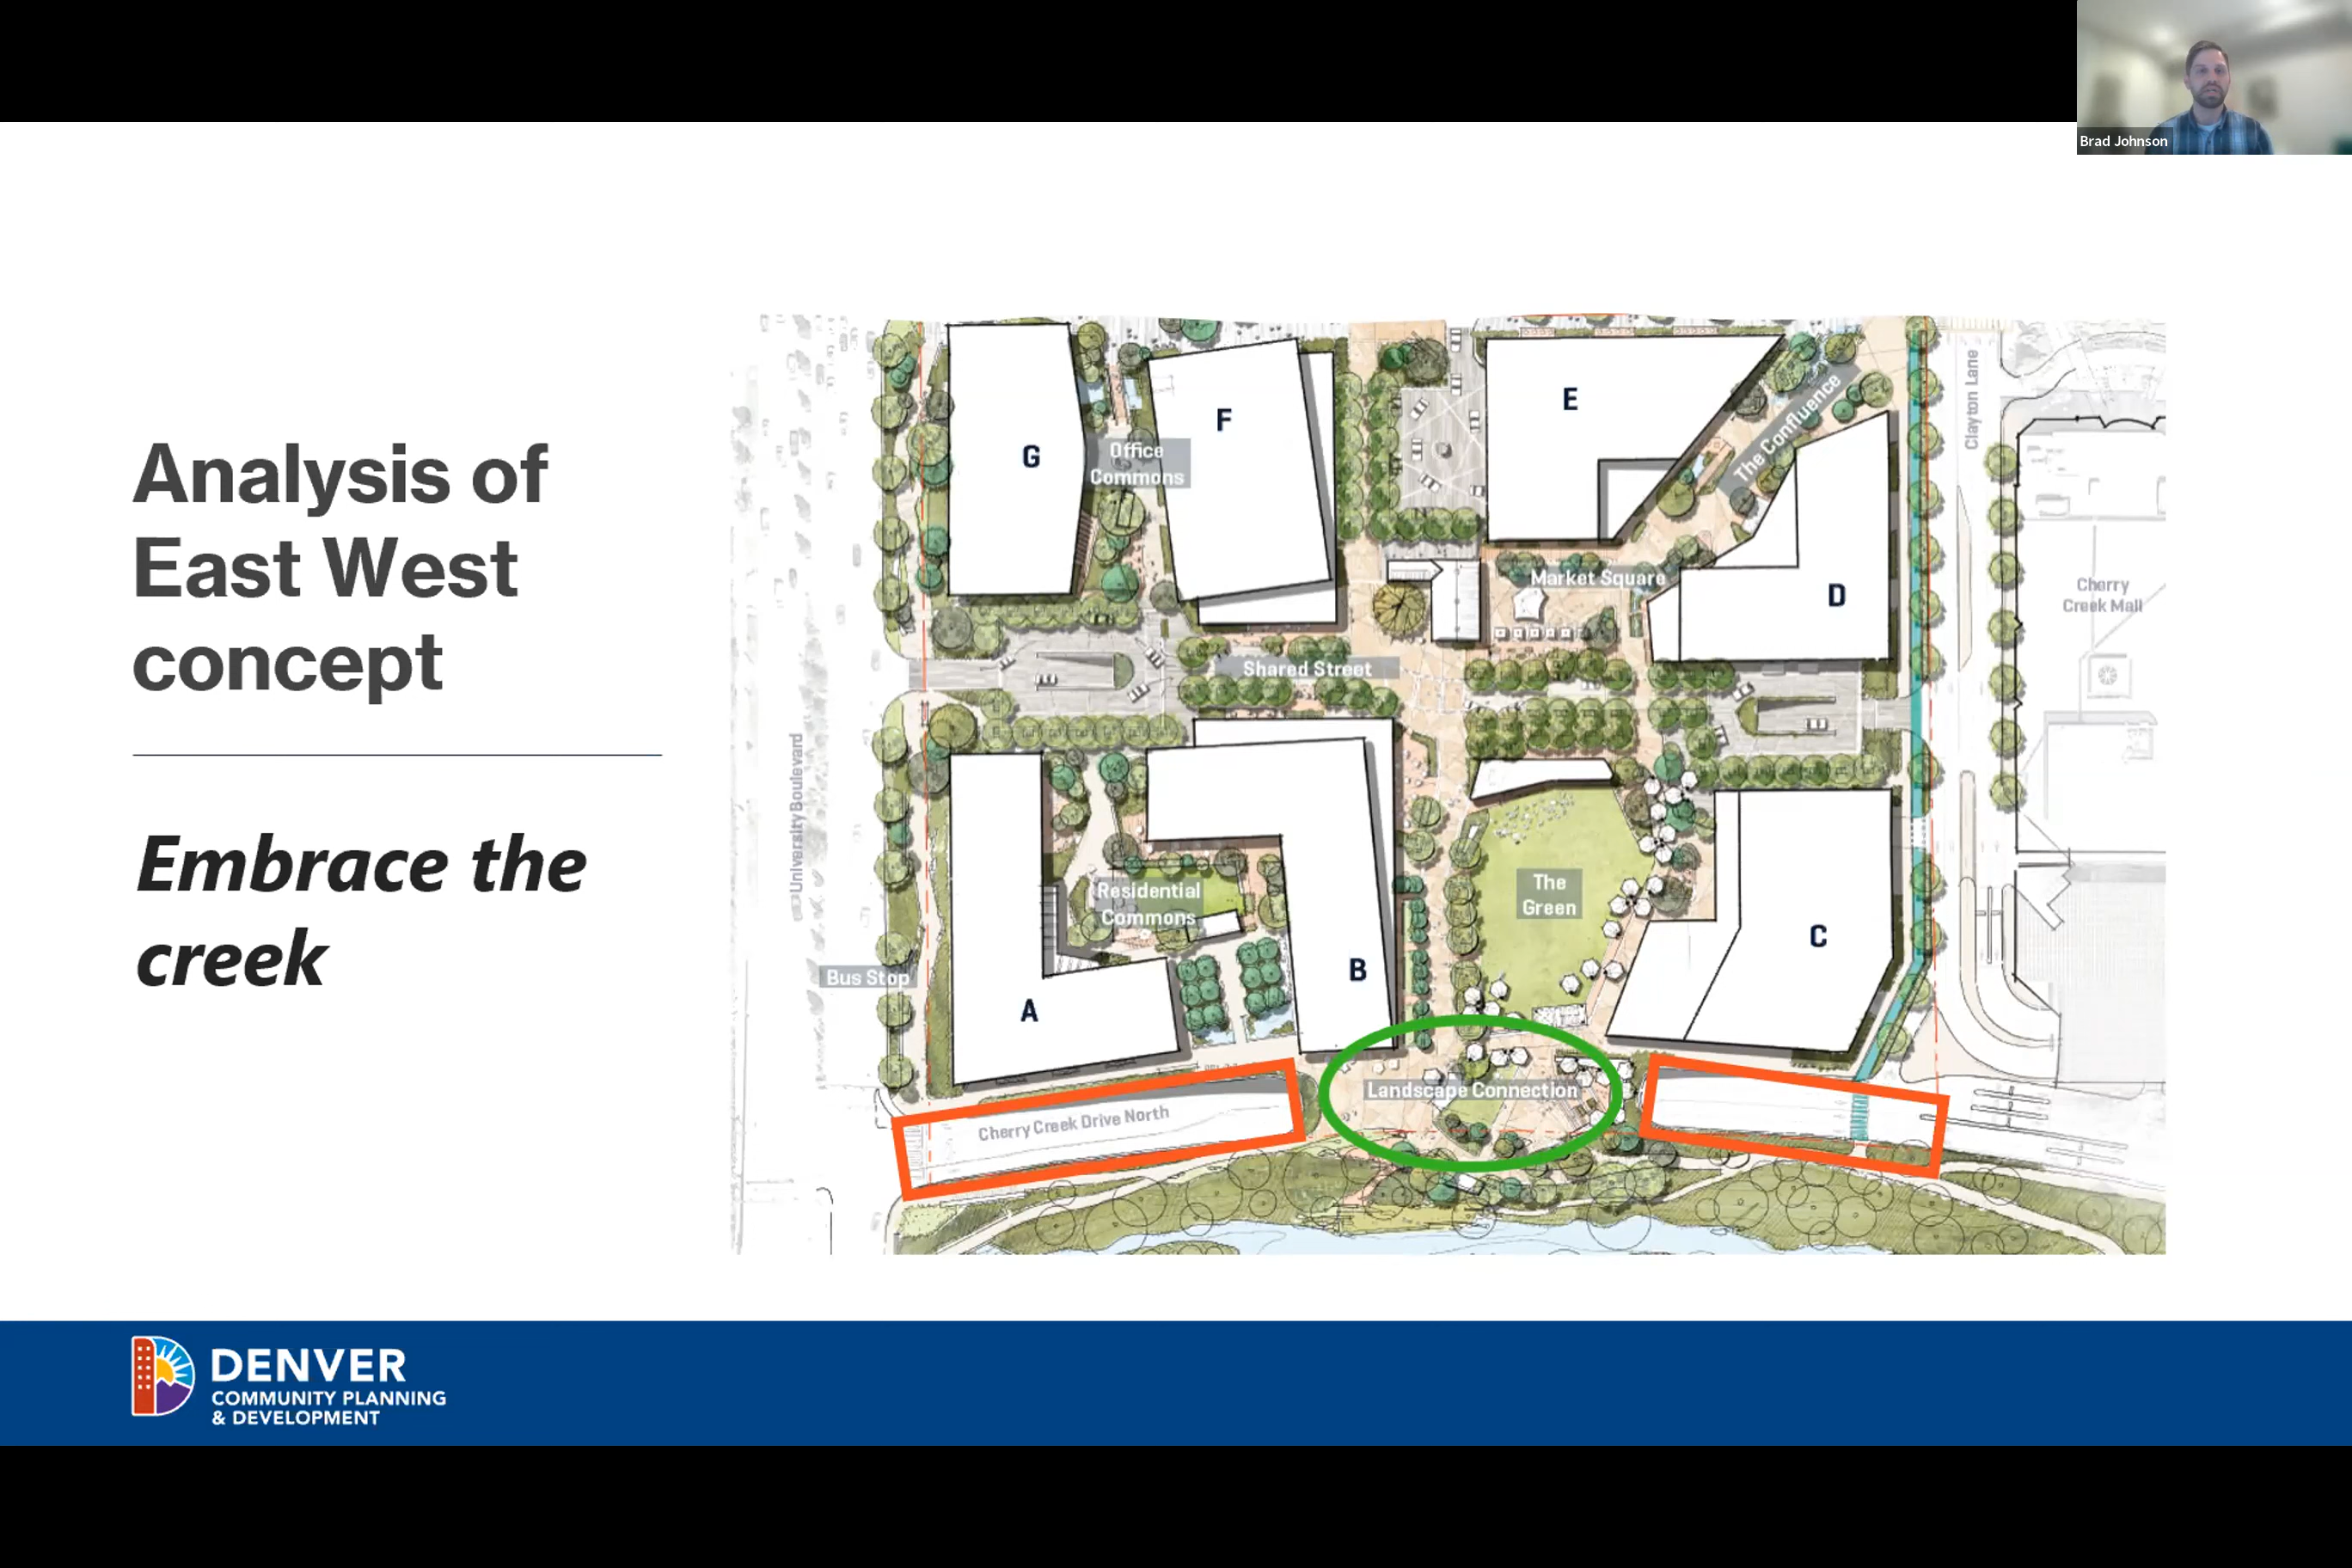 Brad Johnson
Analysis of
East West
concept
Embrace the
creek
G
F
E
Office
Commons
The Confluence
Clayton Lane
Market Square
D
Cherry
Creek Mall
Shared Street
University Boulevard
Residential
Commons
The
Green
Bus Stop
A
B
C
Landscape Connection
Cherry Creek Drive North
DENVER
COMMUNITY PLANNING
& DEVELOPMENT